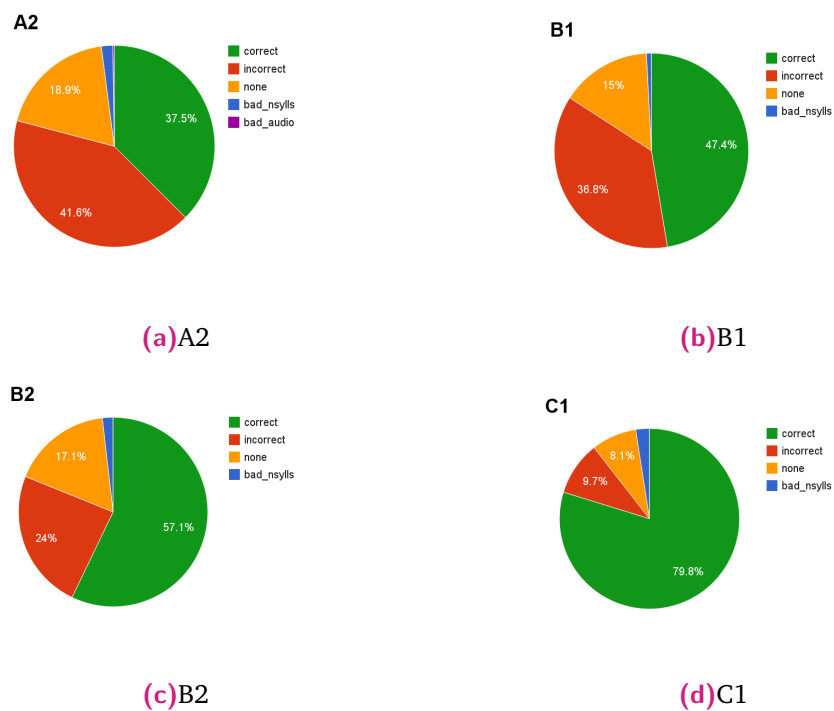 A2
correct
incorrect
none
bad_nsylls
bad_audio
18.9%
37.5%
41.6%
(a)A2
B1
correct
incorrect
none
bad_nsylls
15%
47.4%
36.8%
(b)B1
B2
correct
incorrect
none
bad_nsylls
17.1%
57.1%
24%
(c)B2
C1
correct
incorrect
none
bad_nsylls
8.1%
9.7%
79.8%
(d)C1